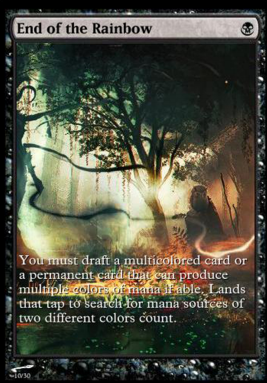 End of the Rainbow
You must draft a multicolored card or
a permanent card that can produce
multiple colors of mana if able. Lands
that tap to search for mana sources of
two different colors count.
10/30